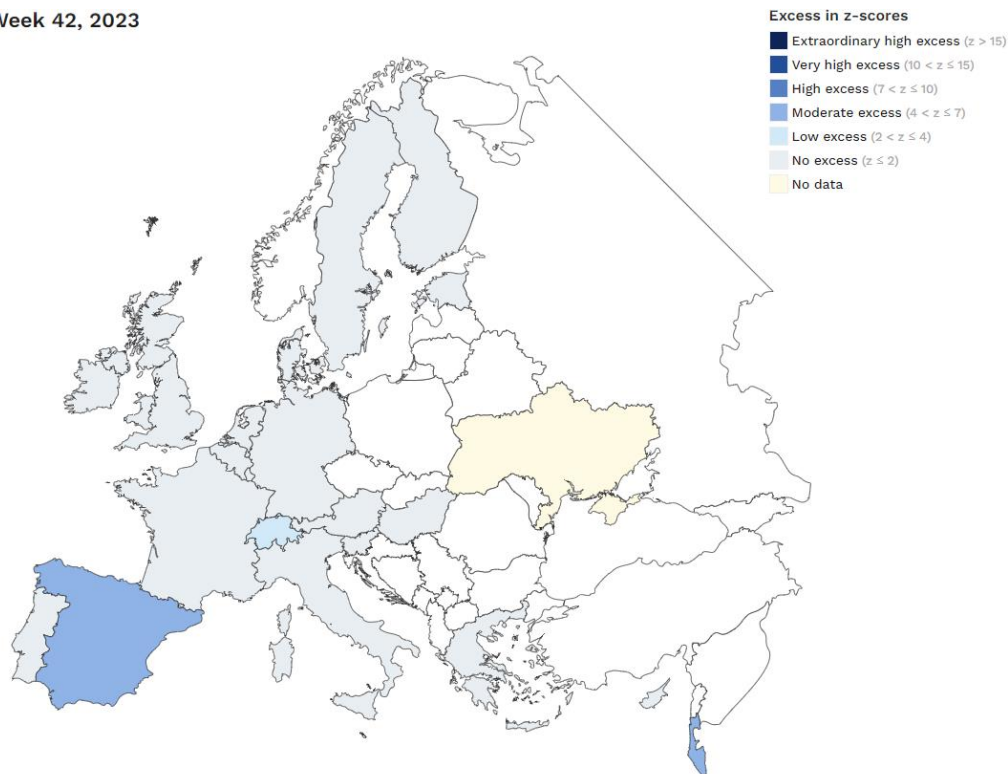 Week 42, 2023
Excess in z-scores
Extraordinary high excess (z > 15)
Very high excess (10 < z ≤ 15)
High excess (7 < z ≤ 10)
Moderate excess (4 < z ≤ 7)
Low excess (2 < z ≤ 4)
No excess (z ≤ 2)
No data